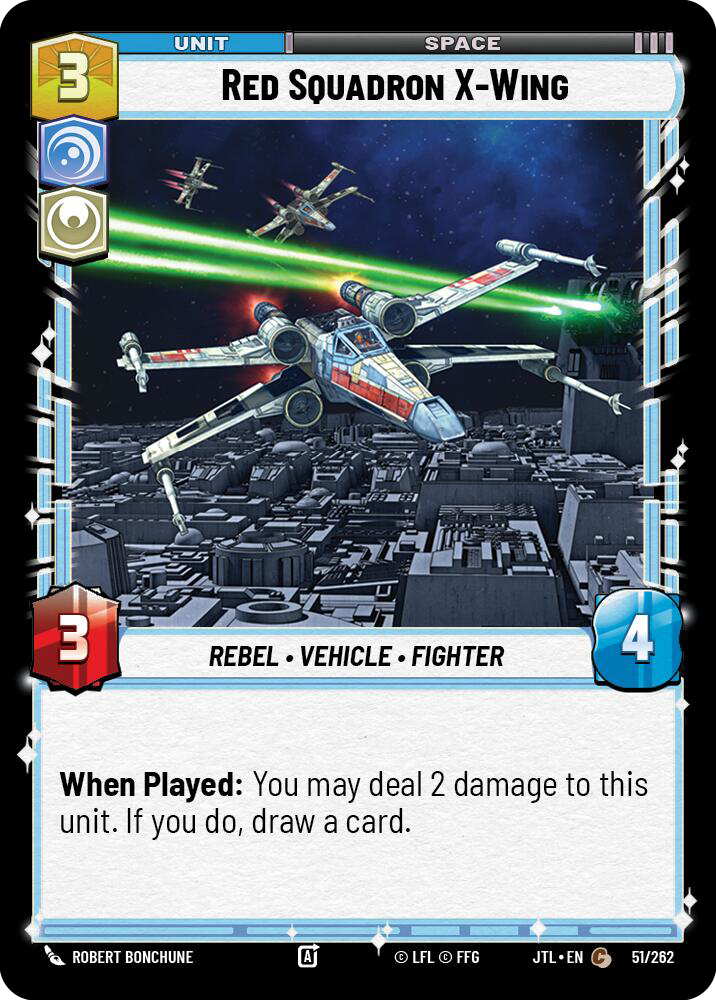 UNIT SPACE
3
RED SQUADRON X-WING
3
4
REBEL • VEHICLE • FIGHTER
When Played: You may deal 2 damage to this
unit. If you do, draw a card.
ROBERT BONCHUNE A © LFL © FFG JTL • EN C 51/262